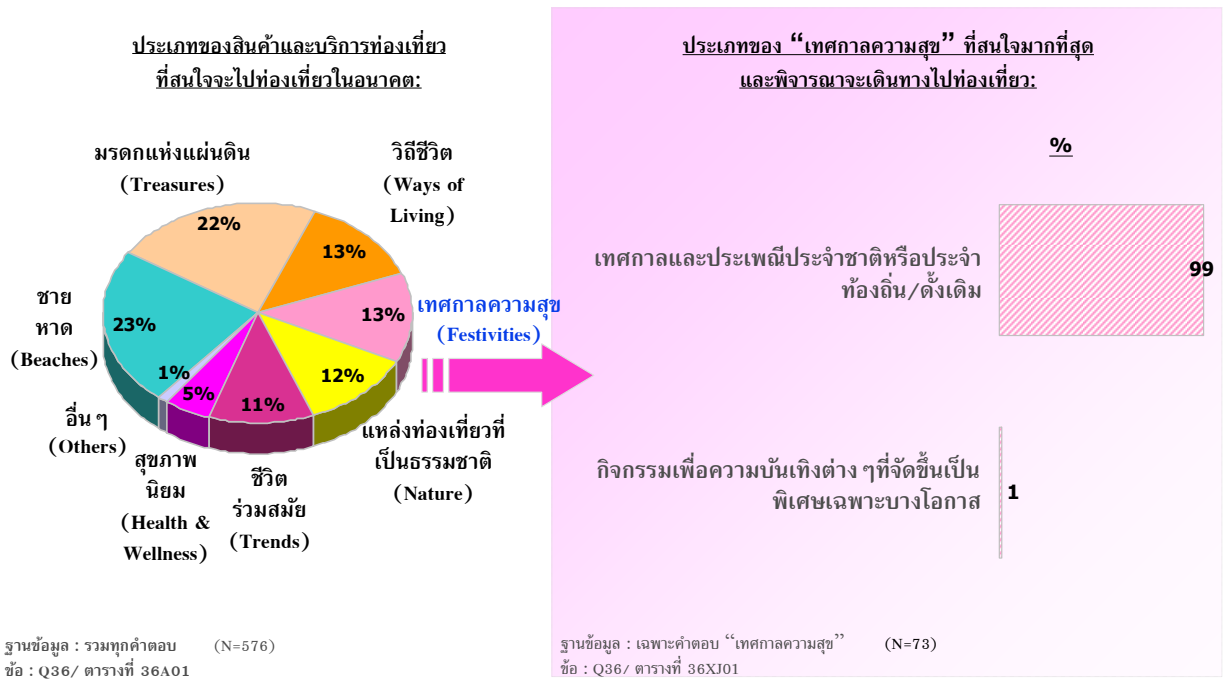 ประเภทของสินค้าและบริการท่องเที่ยว
ที่สนใจจะไปท่องเที่ยวในอนาคต:
มรดกแห่งแผ่นดิน
(Treasures)
วิถีชีวิต
(Ways of
Living)
22%
13%
ชาย
หาด
(Beaches)
23%
13%
เทศกาลความสุข
(Festivities)
1%
5%
11%
12%
อื่น ๆ
(Others)
สุขภาพ
นิยม
(Health &
Wellness)
ชีวิต
ร่วมสมัย
(Trends)
แหล่งท่องเที่ยวที่
เป็นธรรมชาติ
(Nature)
ฐานข้อมูล : รวมทุกคำตอบ (N=576)
ข้อ : Q36/ ตารางที่ 36A01
ประเภทของ “เทศกาลความสุข” ที่สนใจมากที่สุด
และพิจารณาจะเดินทางไปท่องเที่ยว:
%
เทศกาลและประเพณีประจำชาติหรือประจำ
ท้องถิ่น/ดั้งเดิม
99
กิจกรรมเพื่อความบันเทิงต่าง ๆที่จัดขึ้นเป็น
พิเศษเฉพาะบางโอกาส
1
ฐานข้อมูล : เฉพาะคำตอบ “เทศกาลความสุข” (N=73)
ข้อ : Q36/ ตารางที่ 36XJ01